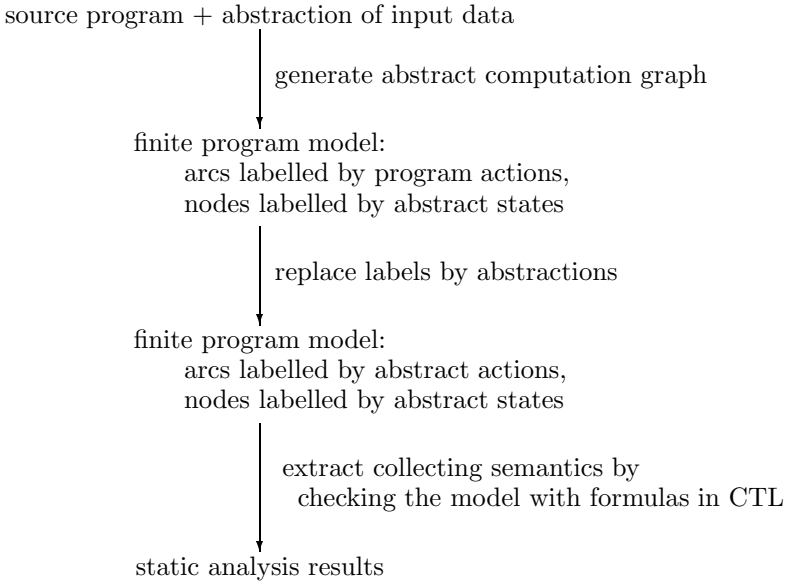 source program + abstraction of input data
generate abstract computation graph
finite program model:
arcs labelled by program actions,
nodes labelled by abstract states
replace labels by abstractions
finite program model:
arcs labelled by abstract actions,
nodes labelled by abstract states
extract collecting semantics by
checking the model with formulas in CTL
static analysis results